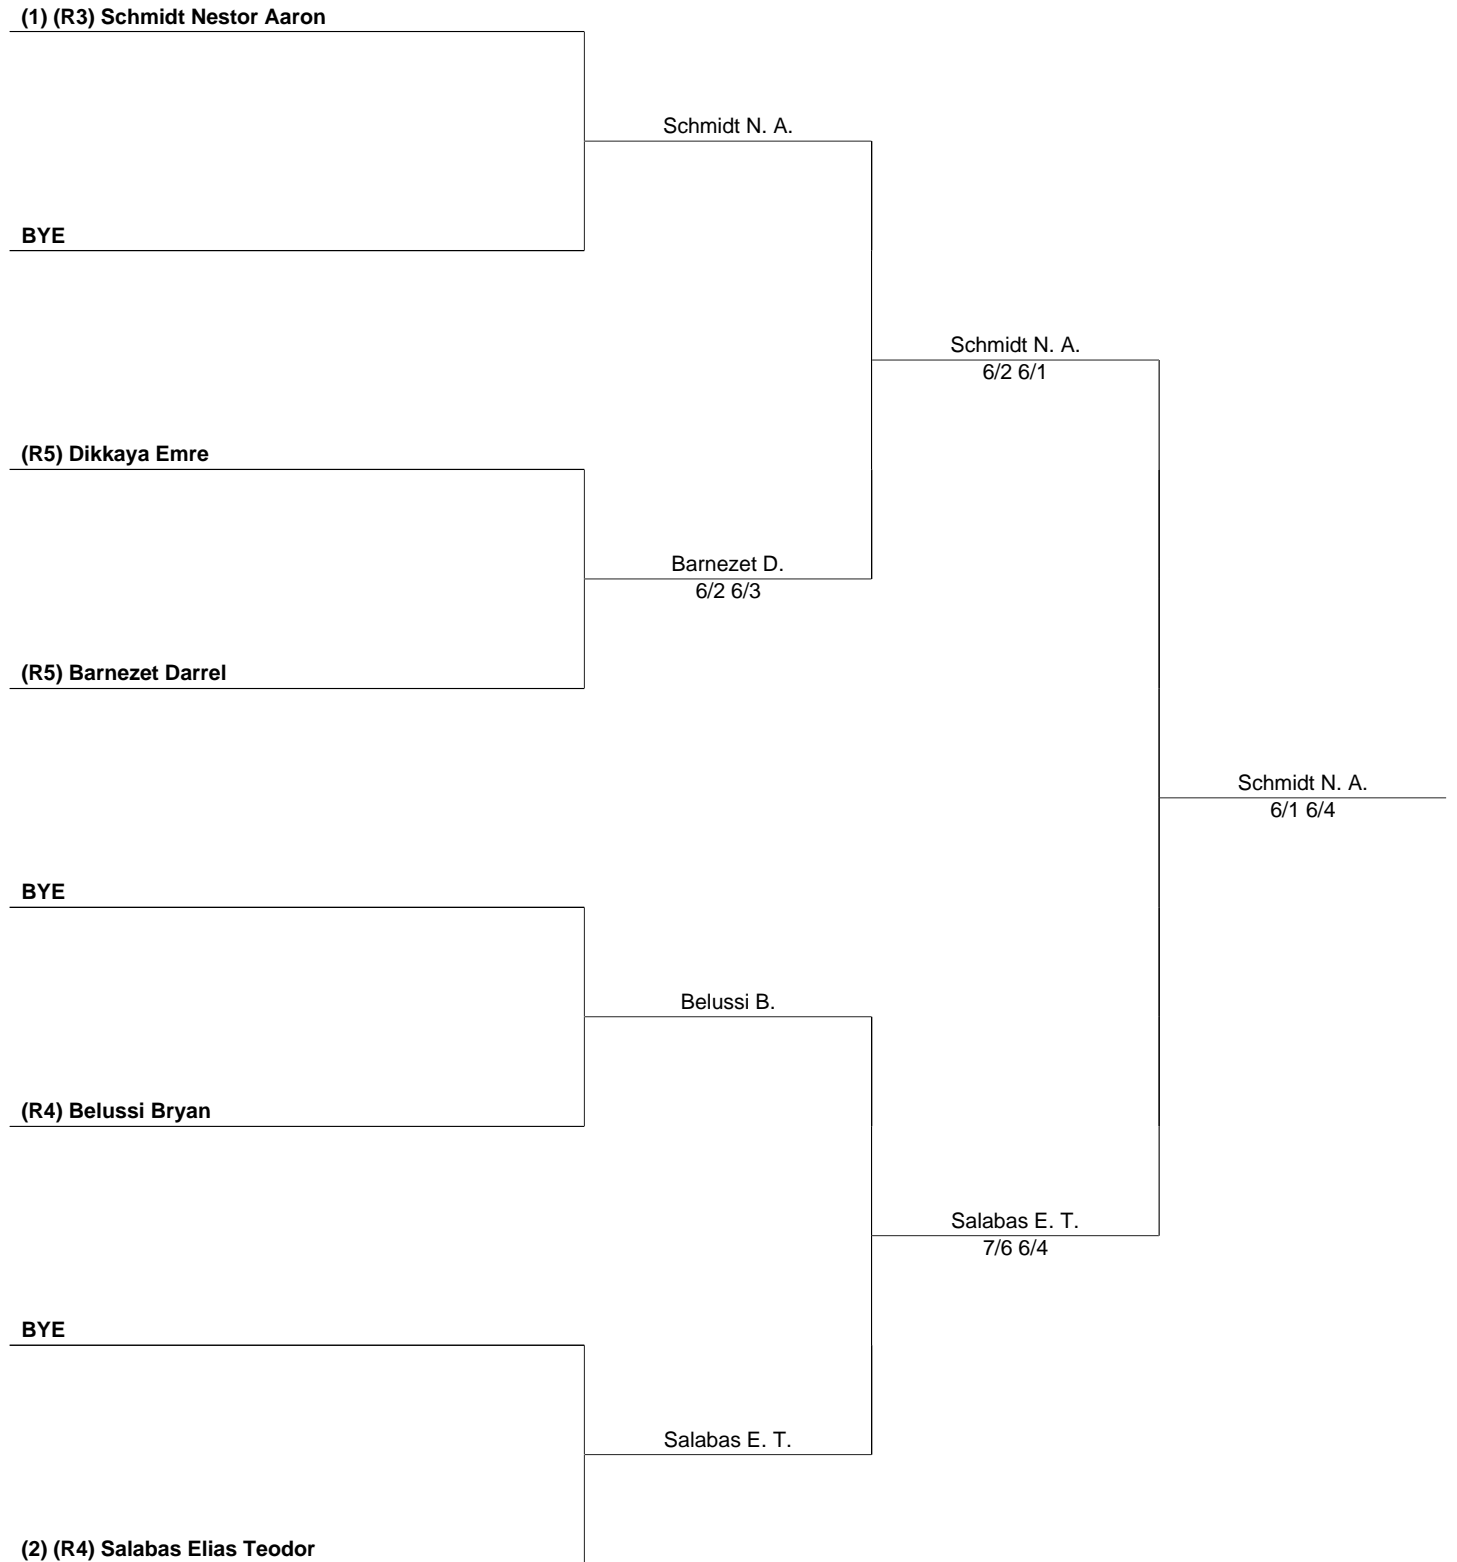 (1) (R3) Schmidt Nestor Aaron
Schmidt N. A.
BYE
Schmidt N. A.
6/2 6/1
(R5) Dikkaya Emre
Barnezet D.
6/2 6/3
(R5) Barnezet Darrel
Schmidt N. A.
6/1 6/4
BYE
Belussi B.
(R4) Belussi Bryan
Salabas E. T.
7/6 6/4
BYE
Salabas E. T.
(2) (R4) Salabas Elias Teodor